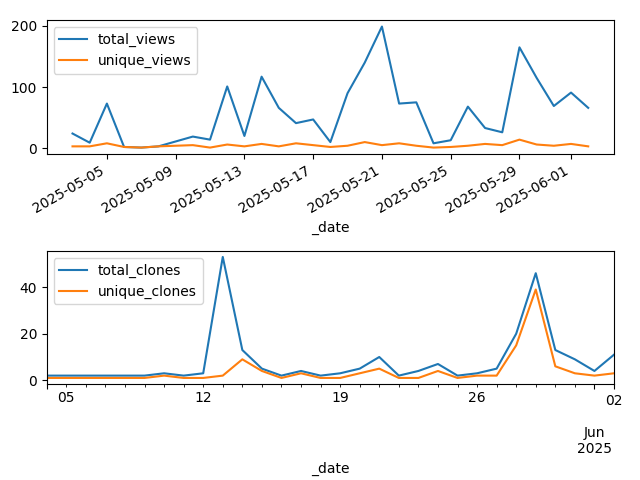 200
100
0
total_views
unique_views
2025-05-05
2025-05-09
2025-05-13
2025-05-17
2025-05-21
2025-05-25
2025-05-29
2025-06-01
_date
40
20
0
total_clones
unique_clones
05
12
19
26
02
Jun
2025
_date